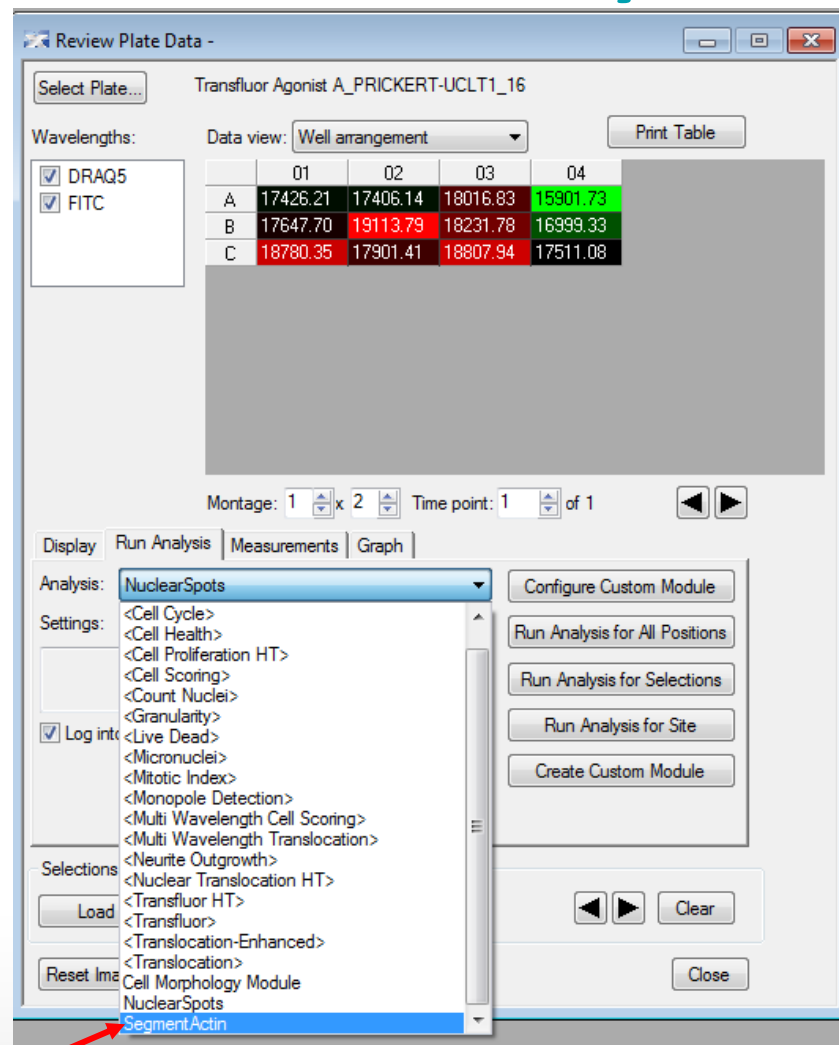 Review Plate Data -
Select Plate... Transfluor Agonist A_PRICKERT-UCLT1_16
Wavelengths: Data view: Well arrangement Print Table
DRAQ5
FITC
01 02 03 04
A 17426.21 17406.14 18016.83 15901.73
B 17647.70 19113.79 18231.78 16999.33
C 18780.35 17901.41 18807.94 17511.08
Montage: 1 x 2 Time point: 1 of 1
Display Run Analysis Measurements Graph
Analysis: NuclearSpots Configure Custom Module
Settings:
<Cell Cycle>
<Cell Health>
<Cell Proliferation HT>
<Cell Scoring>
<Count Nuclei>
<Granularity>
<Live Dead>
<Micronuclei>
<Mitotic Index>
<Monopole Detection>
<Multi Wavelength Cell Scoring>
<Multi Wavelength Translocation>
<Neurite Outgrowth>
<Nuclear Translocation HT>
<Transfluor HT>
<Transfluor>
<Translocation-Enhanced>
<Translocation>
Cell Morphology Module
NuclearSpots
SegmentActin
Run Analysis for All Positions
Run Analysis for Selections
Log into
Run Analysis for Site
Create Custom Module
Selections
Load Clear
Reset Ima Close